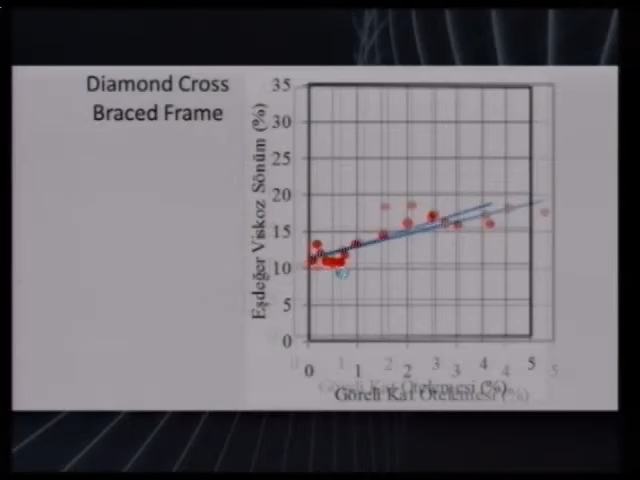 Diamond Cross
Braced Frame
Eşdeğer Viskoz Sönüm (%)
35
30
25
20
15
10
5
0
0 1 2 3 4 5
Göreli Kat Ötelemesi (%)